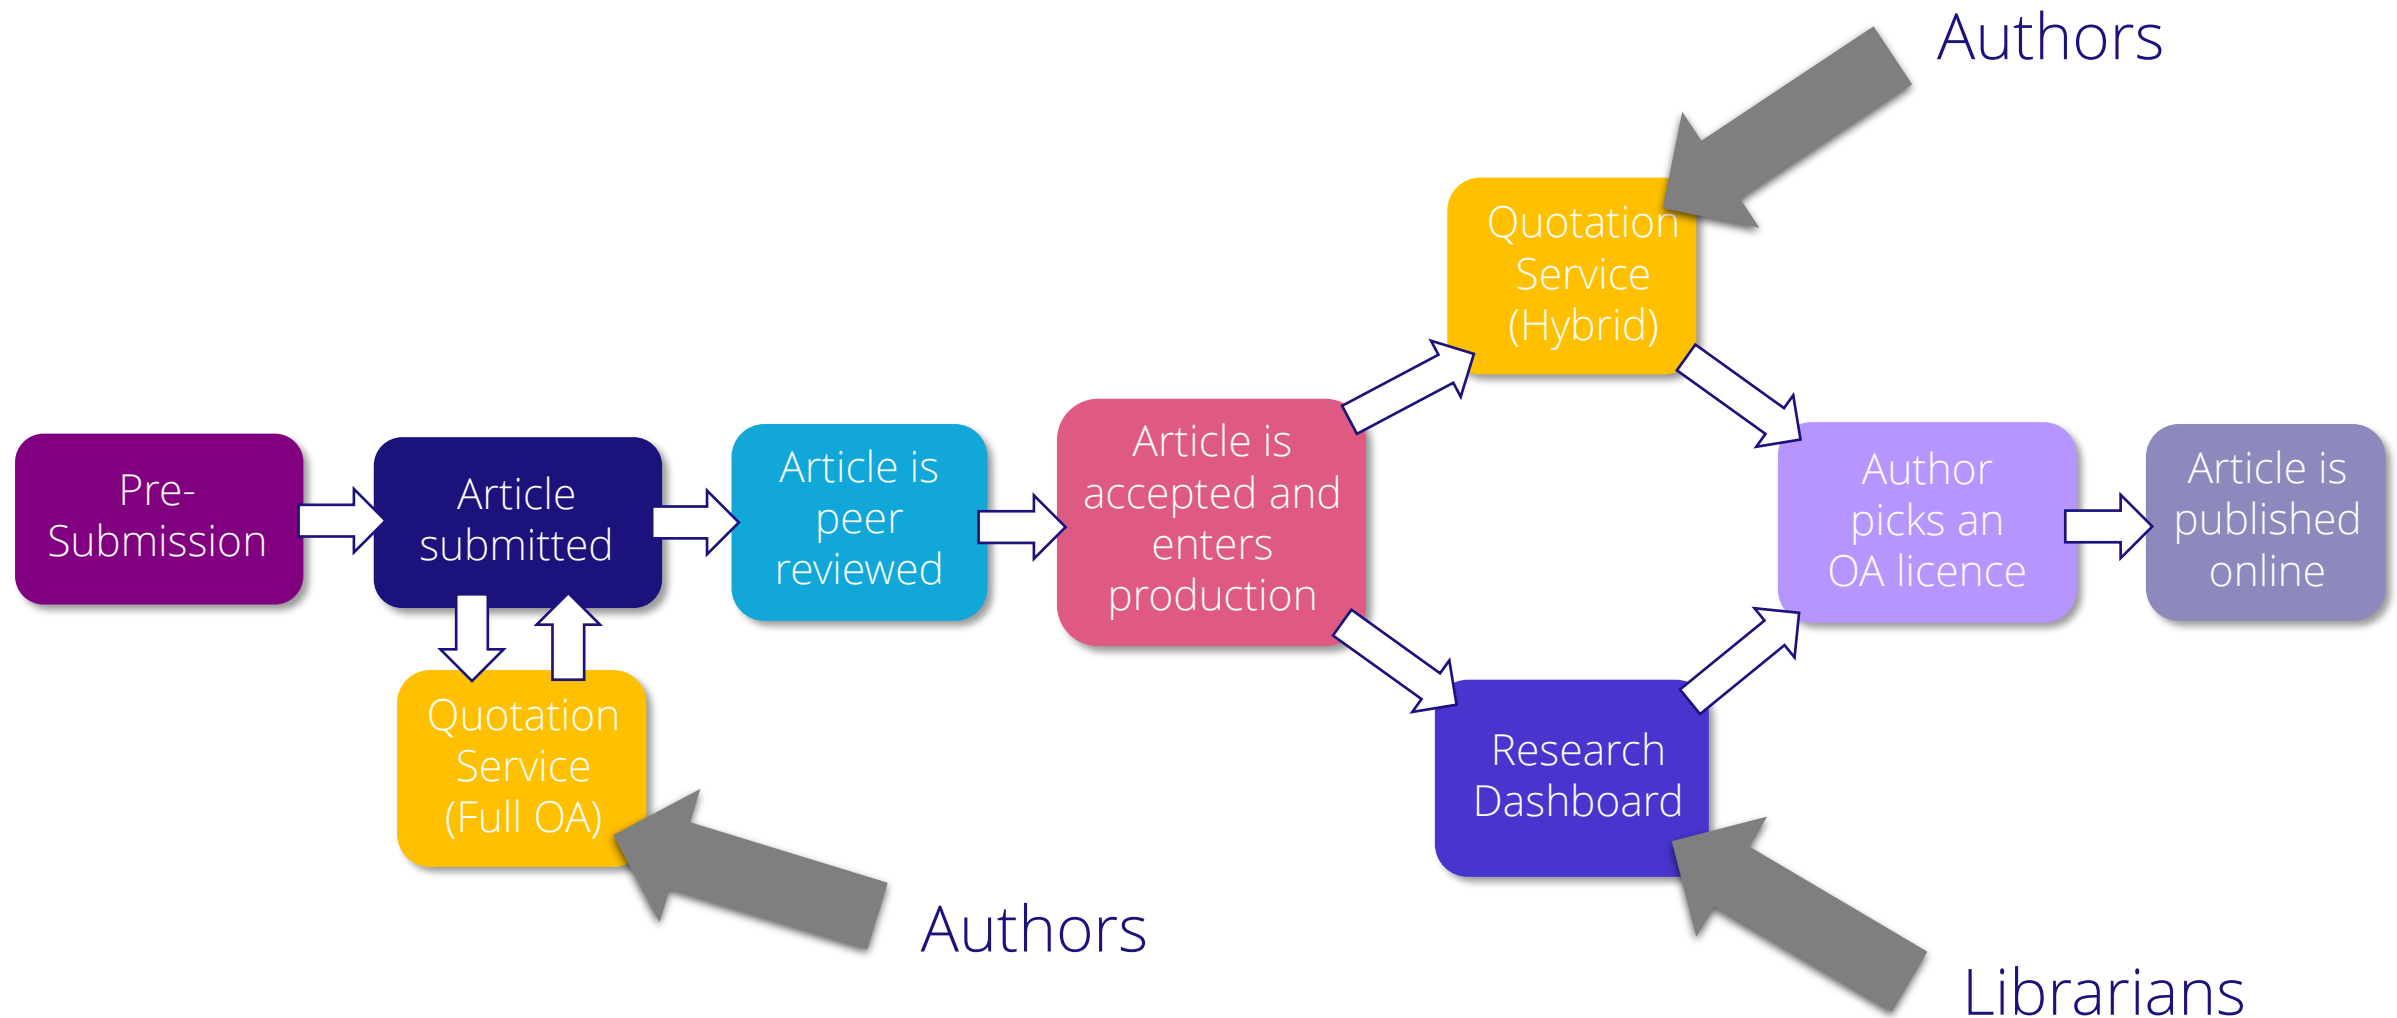 Authors
Quotation
Service
(Hybrid)
Pre-
Submission
Article
submitted
Article is
peer
reviewed
Article is
accepted and
enters
production
Author
picks an
OA licence
Article is
published
online
Quotation
Service
(Full OA)
Research
Dashboard
Authors
Librarians